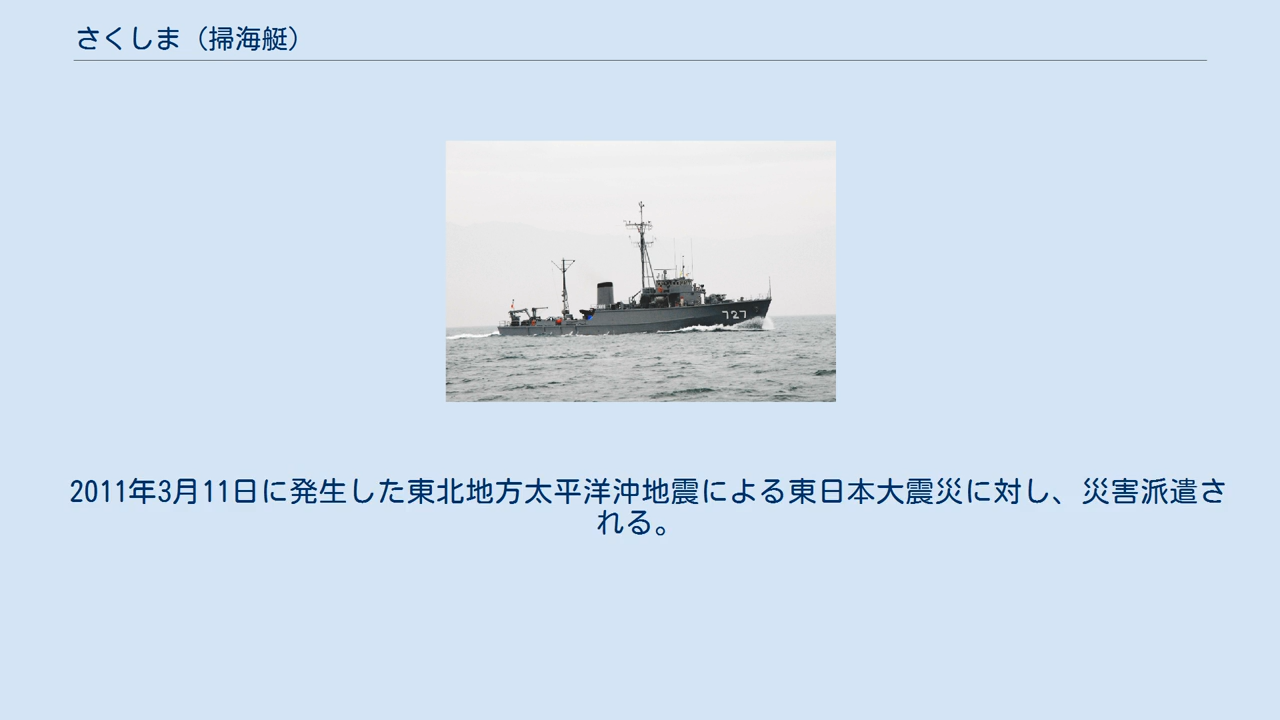 さくしま（掃海艇）
727
2011年3月11日に発生した東北地方太平洋沖地震による東日本大震災に対し、災害派遣さ
れる。